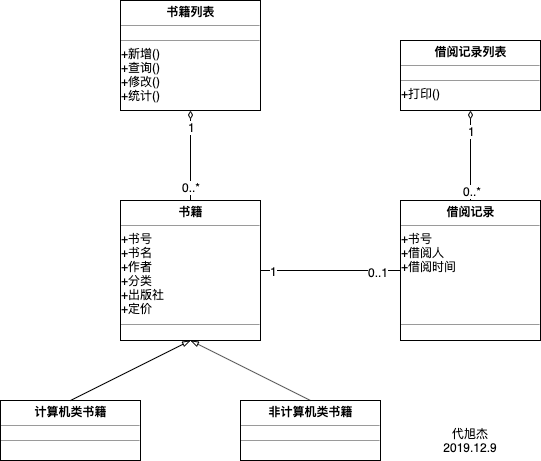 书籍列表
+新增()
+查询()
+修改()
+统计()
借阅记录列表
+打印()
1
1
0..*
0..*
书籍
+书号
+书名
+作者
+分类
+出版社
+定价
借阅记录
+书号
+借阅人
+借阅时间
1
0..1
计算机类书籍
非计算机类书籍
代旭杰
2019.12.9